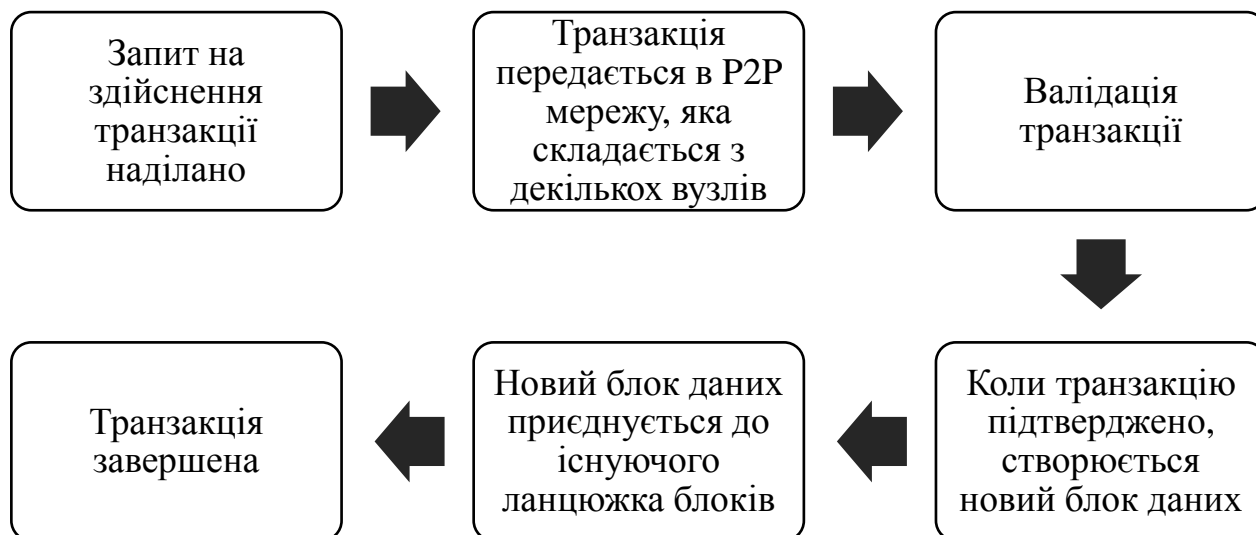 Запит на
здійснення
транзакції
наділано
Транзакція
передається в P2P
мережу, яка
складається з
декількох вузлів
Валідація
транзакції
Коли транзакцію
підтверджено,
створюється
новий блок даних
Новий блок даних
приєднується до
існуючого
ланцюжка блоків
Транзакція
завершена